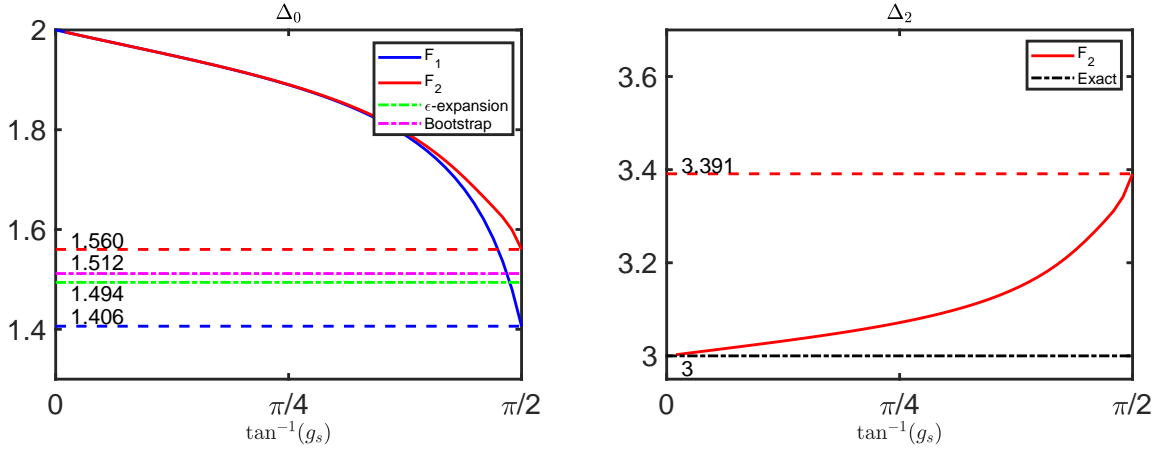 Δ₀
2
1.8
1.6
1.4
F₁
F₂
ϵ-expansion
Bootstrap
1.560
1.512
1.494
1.406
0
π/4
π/2
tan⁻¹(gₛ)
Δ₂
3.6
3.4
3.2
3
F₂
Exact
3.391
3
0
π/4
π/2
tan⁻¹(gₛ)